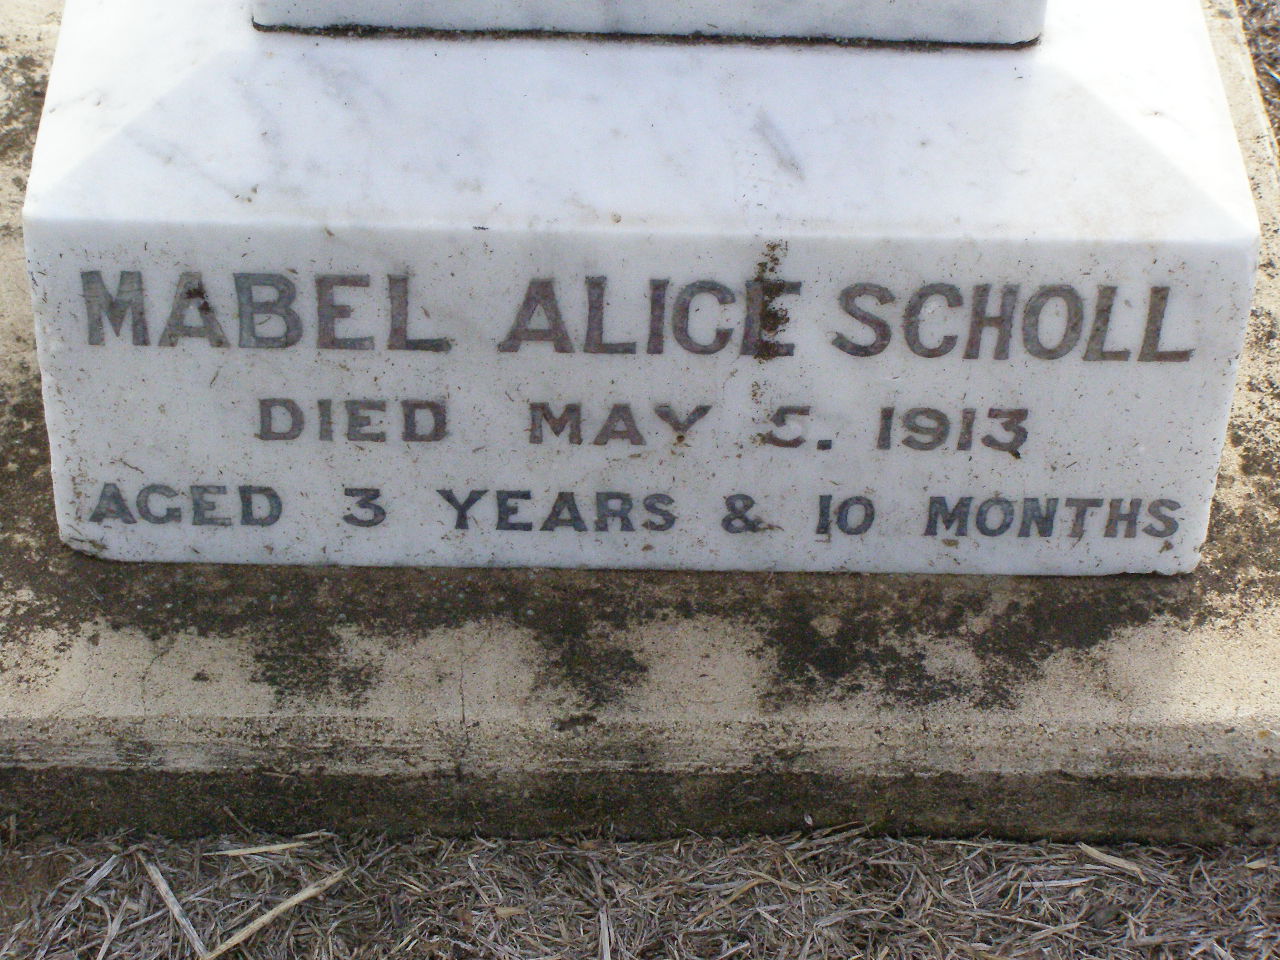 MABEL ALICE SCHOLL
DIED MAY 5. 1913
AGED 3 YEARS & 10 MONTHS